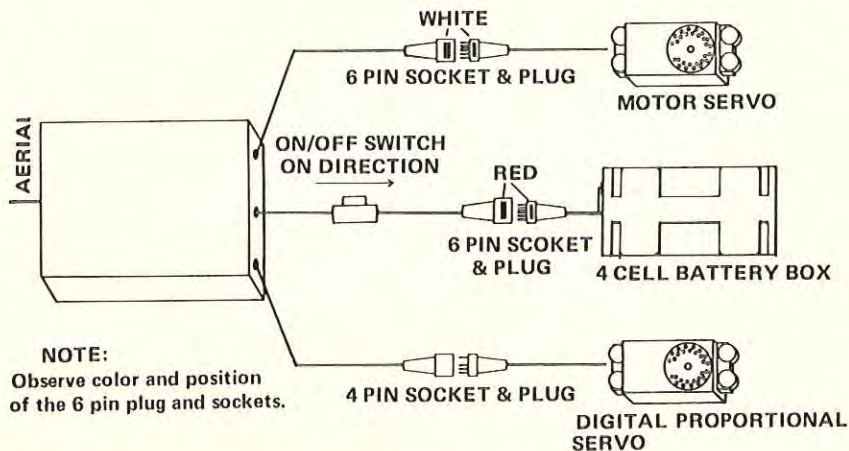 WHITE
6 PIN SOCKET & PLUG
MOTOR SERVO
AERIAL
ON/OFF SWITCH
ON DIRECTION
RED
6 PIN SCOKET
& PLUG
4 CELL BATTERY BOX
NOTE:
Observe color and position
of the 6 pin plug and sockets.
4 PIN SOCKET & PLUG
DIGITAL PROPORTIONAL
SERVO